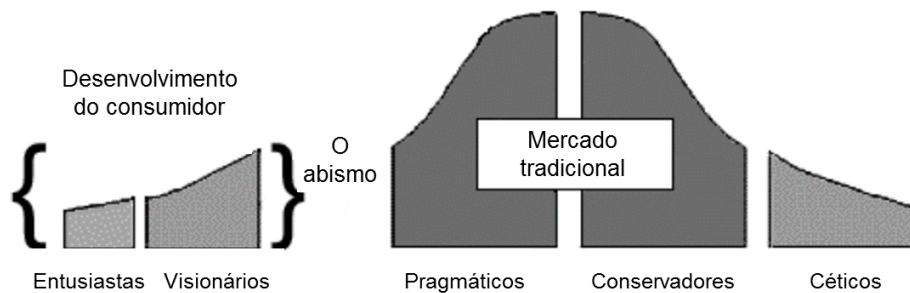 Desenvolvimento
do consumidor
O
abismo
Mercado
tradicional
Entusiastas
Visionários
Pragmáticos
Conservadores
Céticos